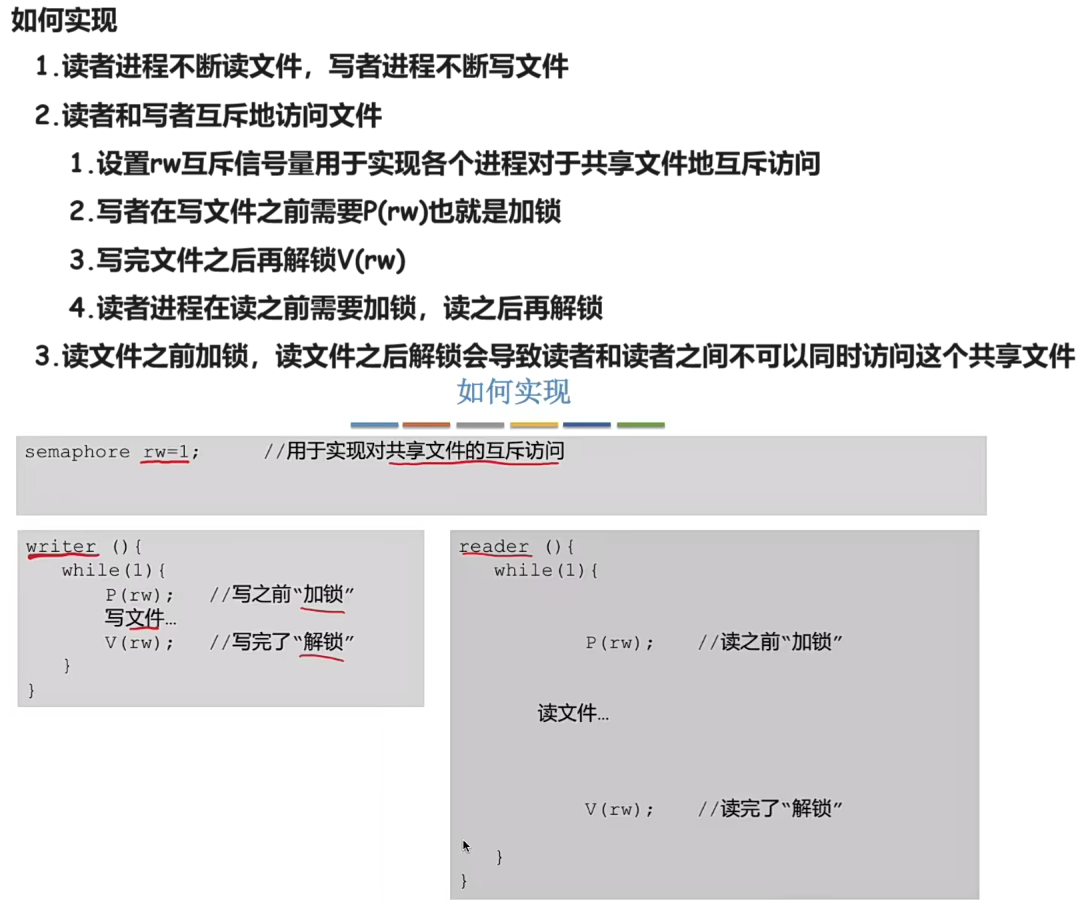 如何实现
1.读者进程不断读文件，写者进程不断写文件
2.读者和写者互斥地访问文件
1.设置rw互斥信号量用于实现各个进程对于共享文件地互斥访问
2.写者在写文件之前需要P(rw)也就是加锁
3.写完文件之后再解锁V(rw)
4.读者进程在读之前需要加锁，读之后再解锁
3.读文件之前加锁，读文件之后解锁会导致读者和读者之间不可以同时访问这个共享文件
如何实现
semaphore rw=1; //用于实现对共享文件的互斥访问
writer (){
while(1){
P(rw); //写之前“加锁”
写文件…
V(rw); //写完了“解锁”
}
}
reader (){
while(1){
P(rw); //读之前“加锁”
读文件…
V(rw); //读完了“解锁”
}
}